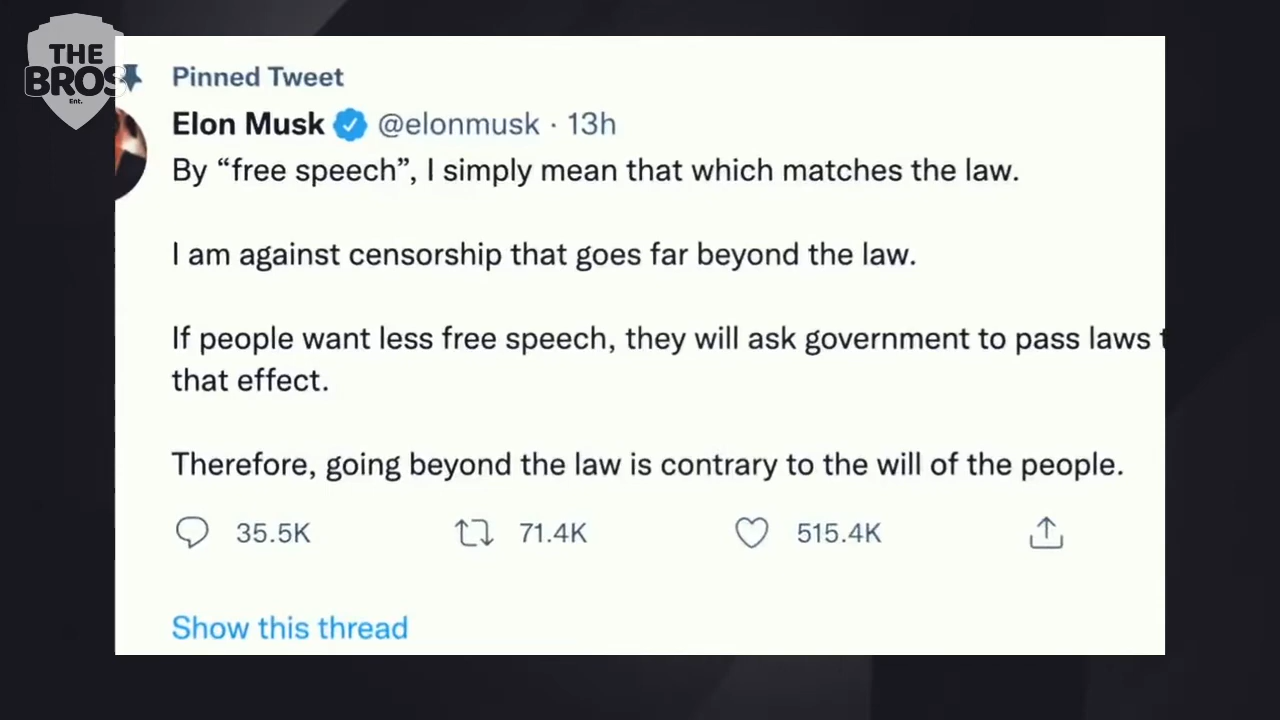 THE
BROS
Ent.
Pinned Tweet
Elon Musk @elonmusk · 13h
By “free speech”, I simply mean that which matches the law.
I am against censorship that goes far beyond the law.
If people want less free speech, they will ask government to pass laws
that effect.
Therefore, going beyond the law is contrary to the will of the people.
35.5K 71.4K 515.4K
Show this thread